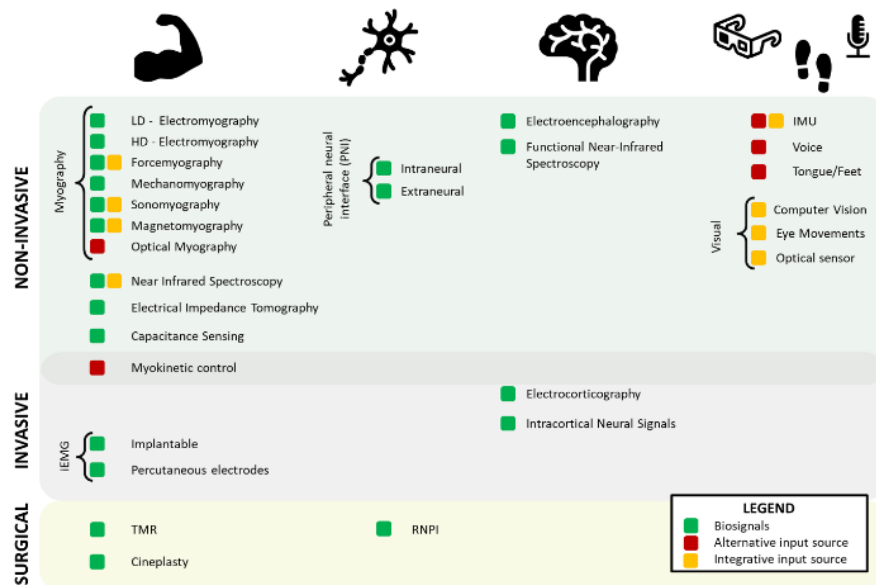 NON-INVASIVE
Myography
LD - Electromyography
HD - Electromyography
Forcemyography
Mechanomyography
Sonomyography
Magnetomyography
Optical Myography
Near Infrared Spectroscopy
Electrical Impedance Tomography
Capacitance Sensing
Myokinetic control
Peripheral neural
interface (PNI)
Intraneural
Extraneural
Electroencephalography
Functional Near-Infrared
Spectroscopy
IMU
Voice
Tongue/Feet
Visual
Computer Vision
Eye Movements
Optical sensor
INVASIVE
iEMG
Implantable
Percutaneous electrodes
Electrocorticography
Intracortical Neural Signals
SURGICAL
TMR
Cineplasty
RNPI
LEGEND
Biosignals
Alternative input source
Integrative input source